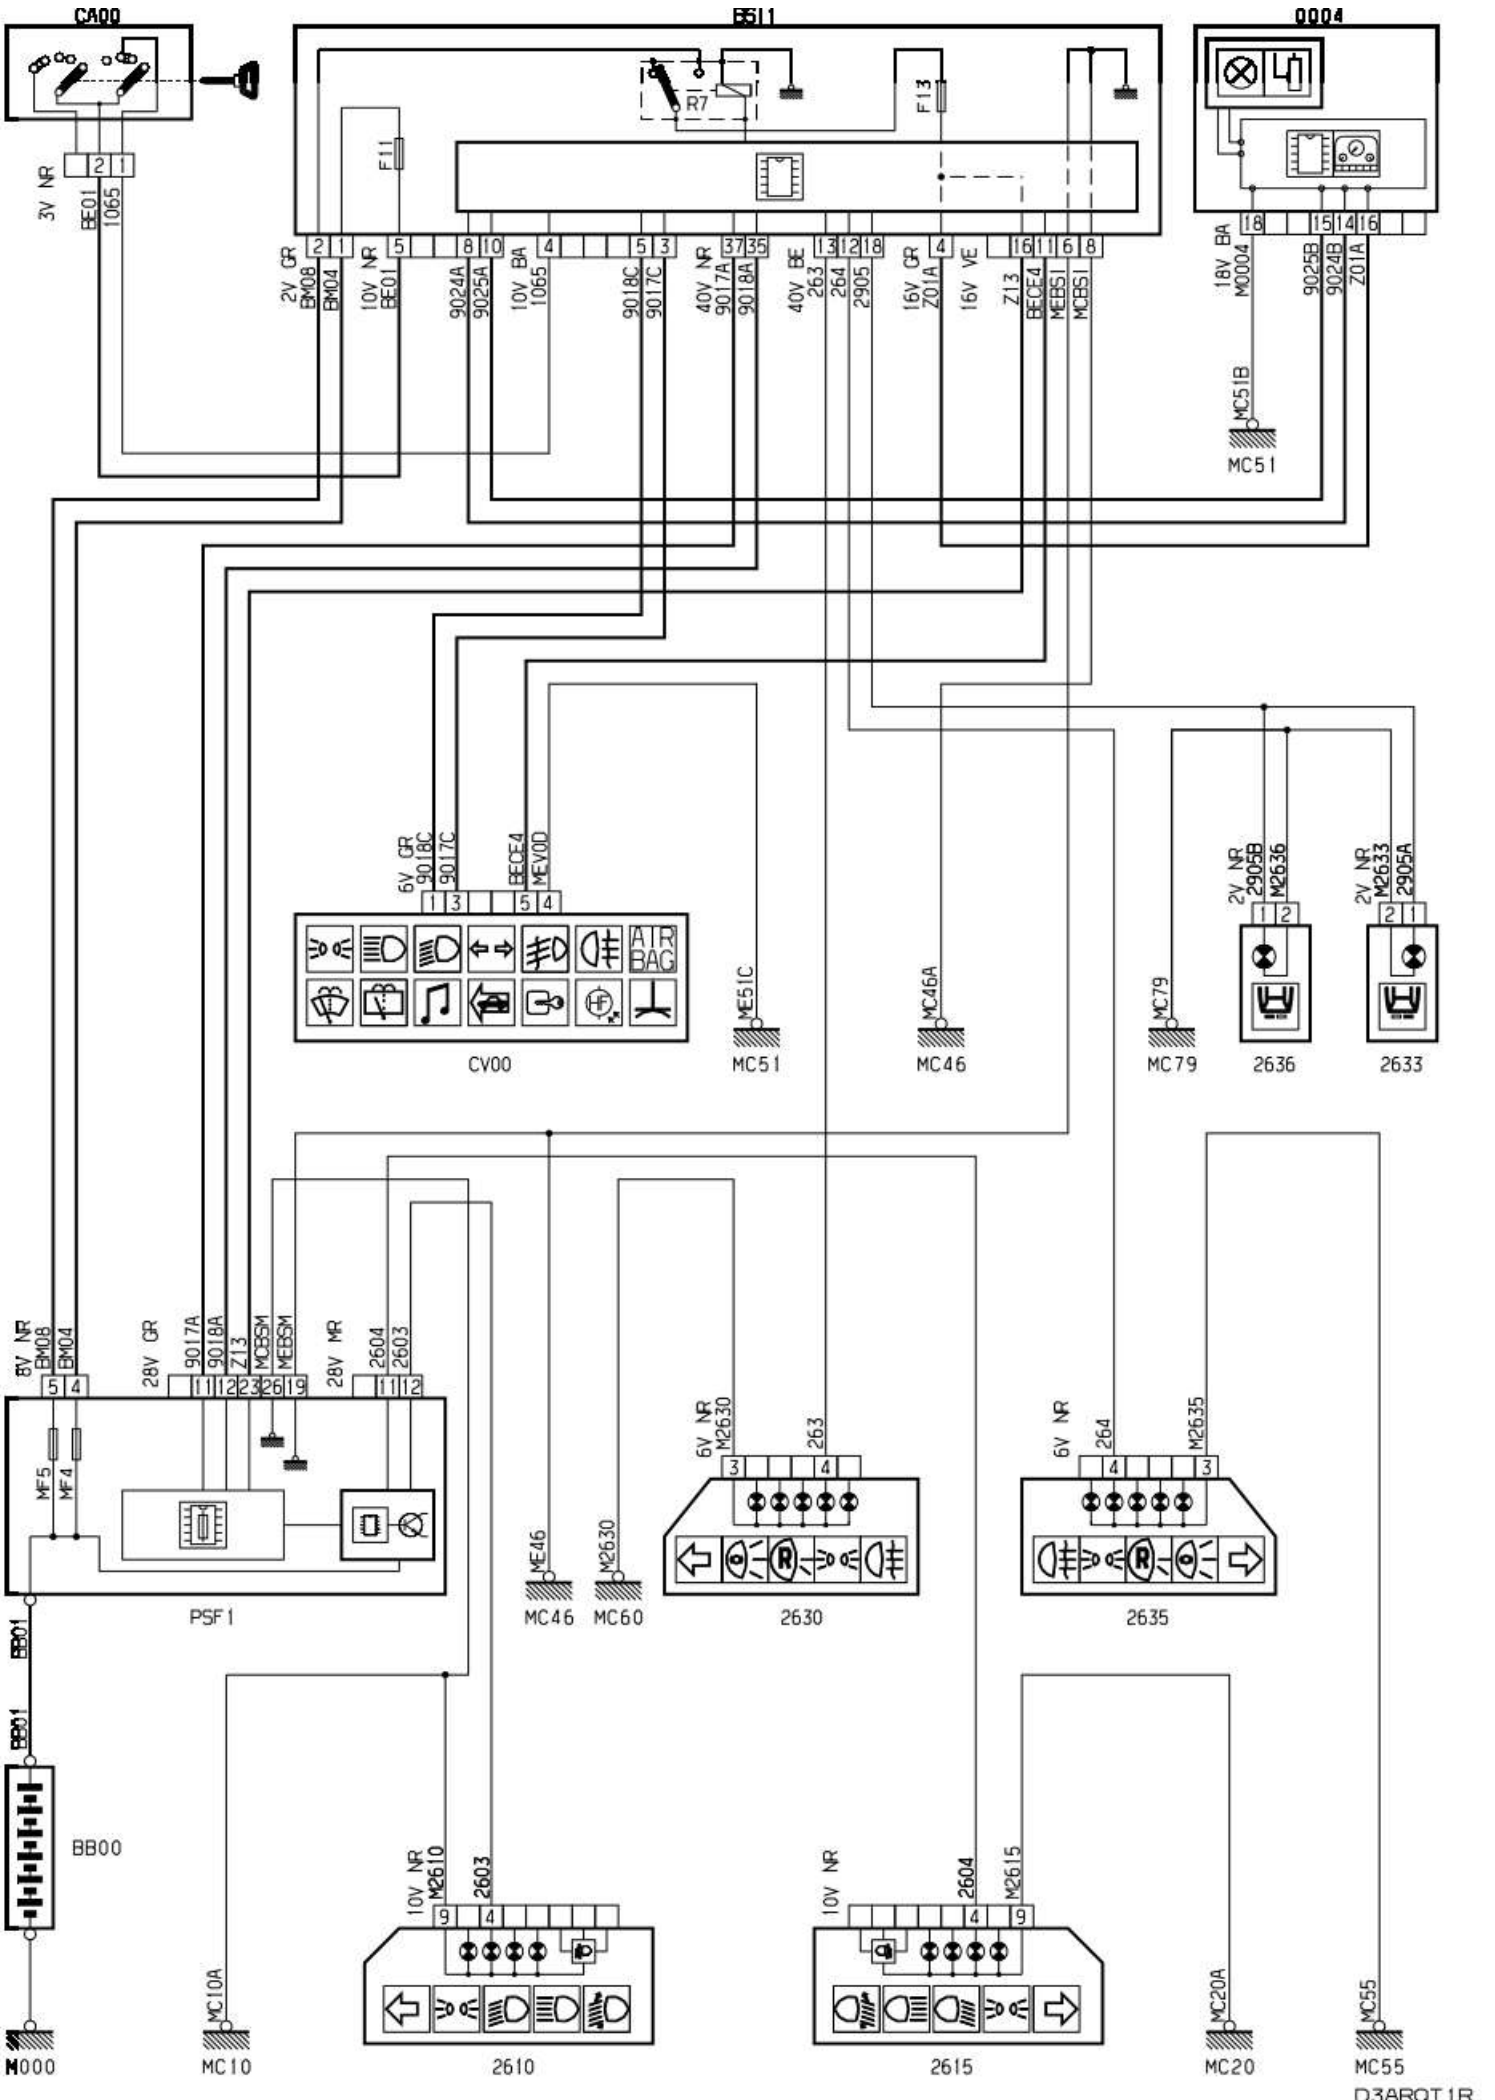 CA00
BSI1
0004
R7
F13
F11
3V NR
2 1
BE01
1065
2V GR
2 1
BM08
BM04
10V NR
5
BE01
8 10
9024A
9025A
10V BA
4
1065
5 3
9018C
9017C
40V NR
37 35
9017A
9018A
40V BE
13 12 18
263
264
2905
16V GR
4
Z01A
16V VE
16 11 6 8
Z13
BECE4
MEBSI
MCBSI
18V BA
18
M0004
15 14 16
9025B
9024B
Z01A
MC51B
MC51
6V GR
9018C
9017C
BECE4
MEV0D
1 3 5 4
AIR
BAG
HF
CV00
ME51C
MC51
MC46A
MC46
MC79
MC79
2V NR
2905B
M2636
1 2
2636
2V NR
M2633
2905A
2 1
2633
8V NR
BM08
BM04
5 4
28V GR
9017A
9018A
Z13
MCBSM
MEBSM
11 12 23 26 19
28V MR
2604
2603
11 12
MF5
MF4
PSF1
ME46
MC46
M2630
MC60
6V NR
M2630
263
3 4
R
2630
6V NR
264
M2635
4 3
R
2635
BB01
BB01
BB00
M000
MC10A
MC10
10V NR
M2610
2603
9 4
2610
10V NR
2604
M2615
4 9
2615
MC20A
MC20
MC55
MC55
D3ARQT1R